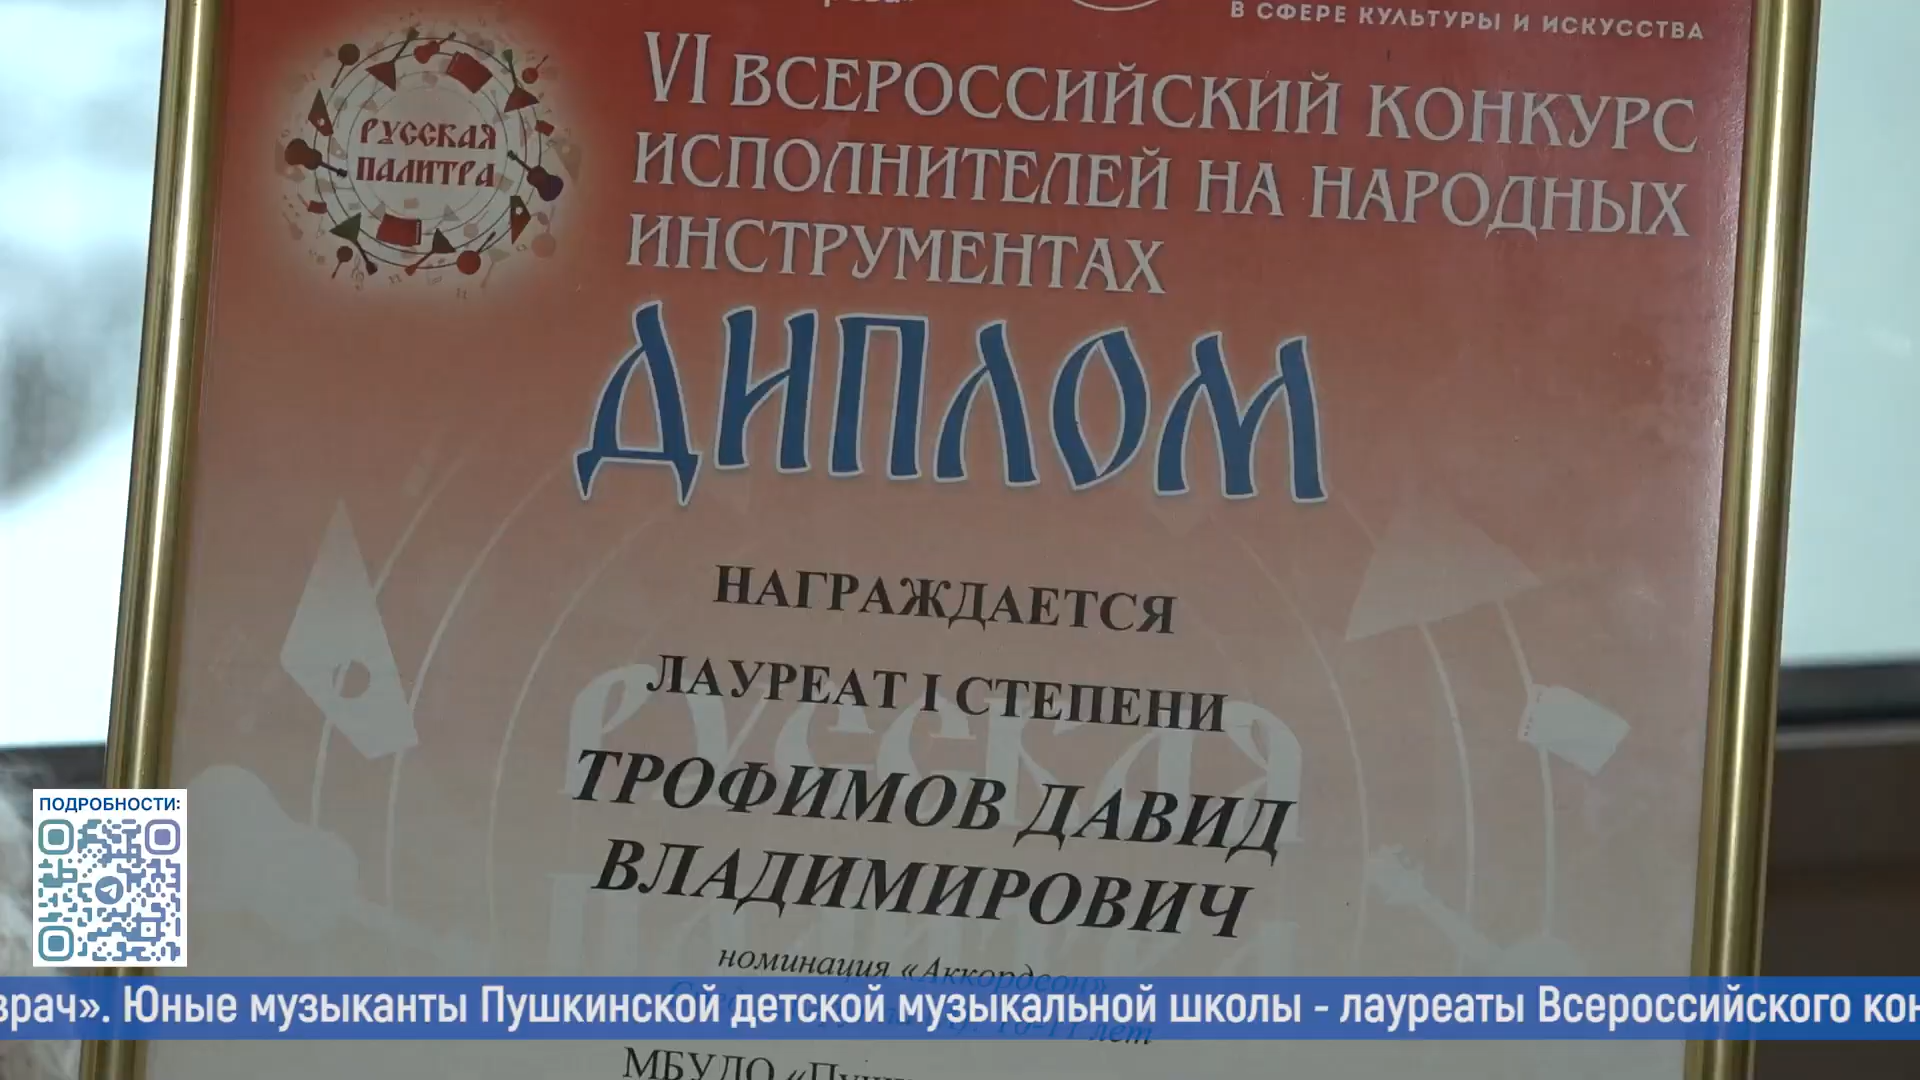 В СФЕРЕ КУЛЬТУРЫ И ИСКУССТВА
РУССКАЯ
ПАЛИТРА
VI ВСЕРОССИЙСКИЙ КОНКУРС
ИСПОЛНИТЕЛЕЙ НА НАРОДНЫХ
ИНСТРУМЕНТАХ
ДИПЛОМ
НАГРАЖДАЕТСЯ
ЛАУРЕАТ I СТЕПЕНИ
ТРОФИМОВ ДАВИД
ВЛАДИМИРОВИЧ
номинация «Аккордеон»
ПОДРОБНОСТИ:
врач». Юные музыканты Пушкинской детской музыкальной школы - лауреаты Всероссийского кон
МБУДО